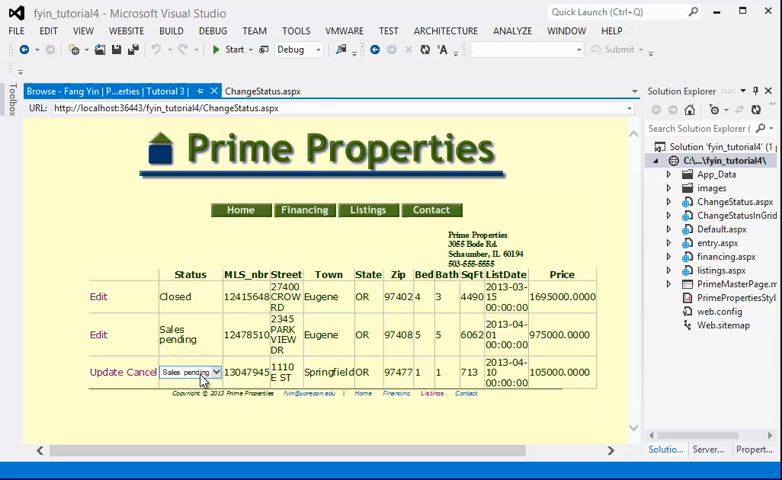 fyin_tutorial4 - Microsoft Visual Studio
Quick Launch (Ctrl+Q)
FILE EDIT VIEW WEBSITE BUILD DEBUG TEAM TOOLS VMWARE TEST ARCHITECTURE ANALYZE WINDOW HELP
Start Debug Submit
Toolbox
Browse - Fang Yin | P...erties | Tutorial 3 | ChangeStatus.aspx
URL: http://localhost:36443/fyin_tutorial4/ChangeStatus.aspx
Prime Properties
Home Financing Listings Contact
Prime Properties
3055 Bode Rd.
Schaumber, IL 60194
503-555-5555
Status MLS_nbr Street Town State Zip Bed Bath SqFt ListDate Price
Edit Closed 12415648 27400 CROW RD Eugene OR 97402 4 3 4490 2013-03-15 00:00:00 1695000.0000
Edit Sales pending 12478510 2345 PARK VIEW DR Eugene OR 97408 5 5 6062 2013-04-01 00:00:00 975000.0000
Update Cancel Sales pending 13047945 1110 E ST Springfield OR 97477 1 1 713 2013-04-10 00:00:00 105000.0000
Copyright © 2013 Prime Properties fyin@uoregon.edu | Home Financing Listings Contact
Solution Explorer
Search Solution Explorer (
Solution 'fyin_tutorial4' (1
C:\...\fyin_tutorial4\
App_Data
images
ChangeStatus.aspx
ChangeStatusInGrid
Default.aspx
entry.aspx
financing.aspx
listings.aspx
PrimeMasterPage.m
PrimePropertiesStyl
web.config
Web.sitemap
Solutio... Server... Propert...